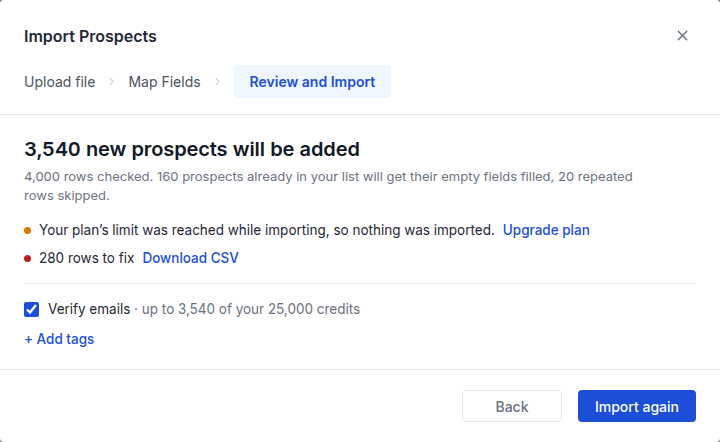 Import Prospects
Upload file > Map Fields > Review and Import
3,540 new prospects will be added
4,000 rows checked. 160 prospects already in your list will get their empty fields filled, 20 repeated
rows skipped.
Your plan’s limit was reached while importing, so nothing was imported. Upgrade plan
280 rows to fix Download CSV
Verify emails · up to 3,540 of your 25,000 credits
+ Add tags
Back Import again